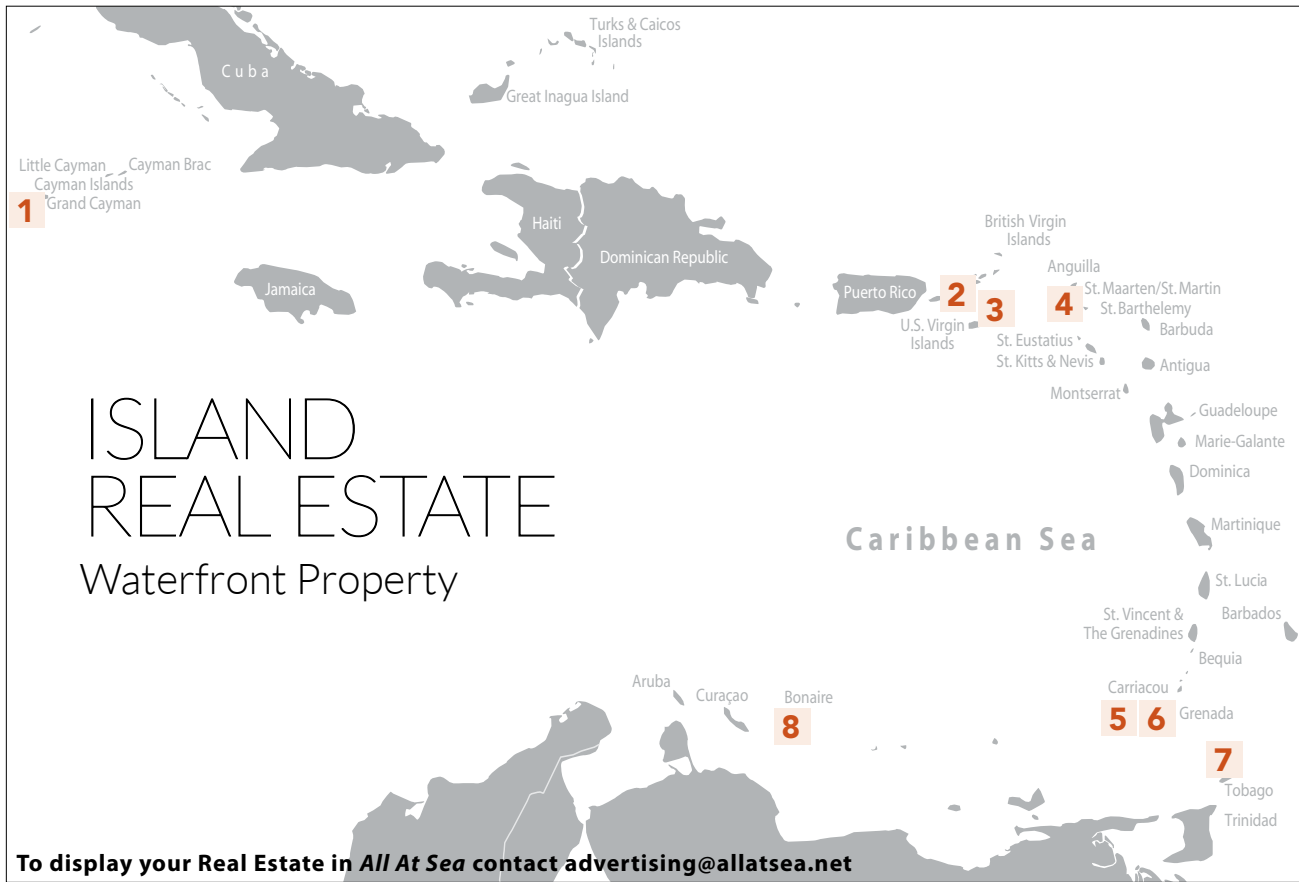 Turks & Caicos
Islands
Cuba
Great Inagua Island
Little Cayman
Cayman Brac
Cayman Islands
Grand Cayman
1
Haiti
Dominican Republic
Jamaica
Puerto Rico
British Virgin
Islands
2
3
U.S. Virgin
Islands
Anguilla
4
St. Maarten/St. Martin
St. Barthelemy
Barbuda
St. Eustatius
St. Kitts & Nevis
Antigua
Montserrat
Guadeloupe
Marie-Galante
Dominica
ISLAND
REAL ESTATE
Waterfront Property
Caribbean Sea
Martinique
St. Lucia
St. Vincent &
The Grenadines
Barbados
Bequia
Aruba
Curaçao
Bonaire
8
Carriacou
5
6
Grenada
7
Tobago
Trinidad
To display your Real Estate in All At Sea contact advertising@allatsea.net